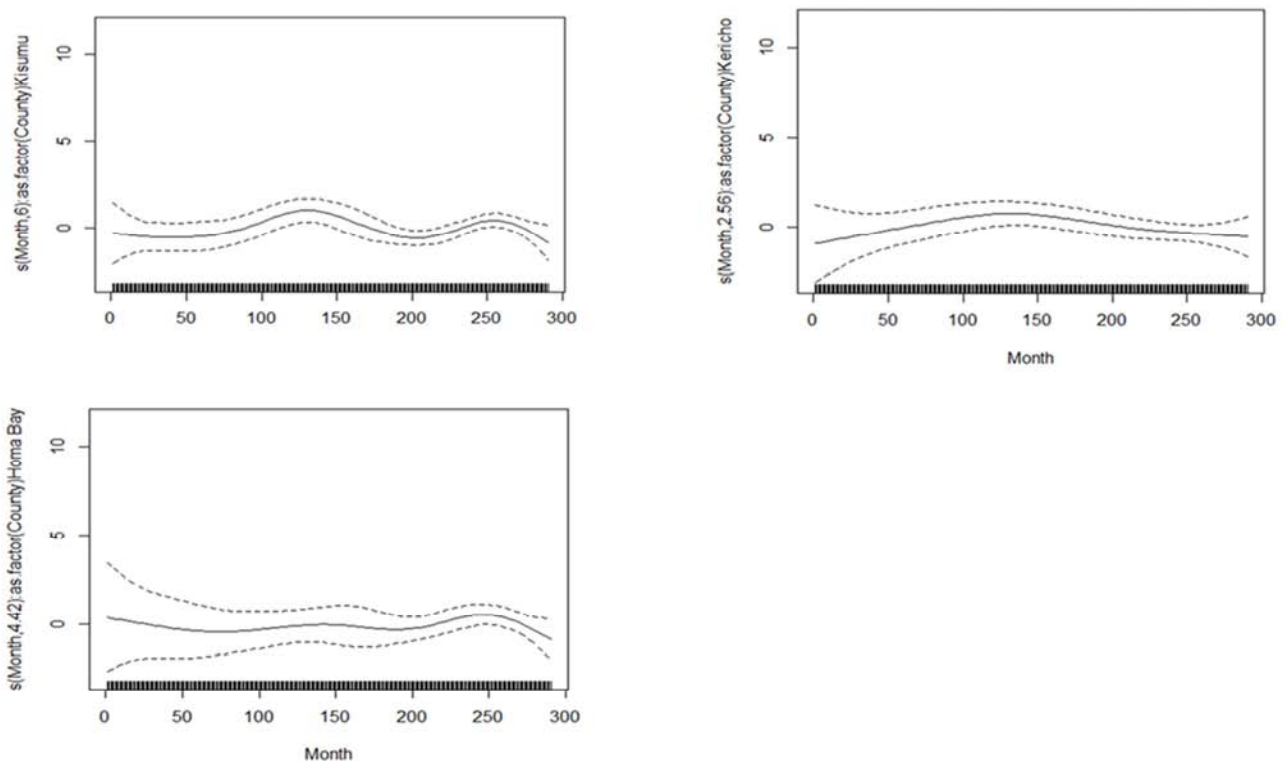 s(Month,6):as.factor(County)Kisumu
10
5
0
0 50 100 150 200 250 300
s(Month,2.56):as.factor(County)Kericho
10
5
0
0 50 100 150 200 250 300
Month
s(Month,4.42):as.factor(County)Homa Bay
10
5
0
0 50 100 150 200 250 300
Month